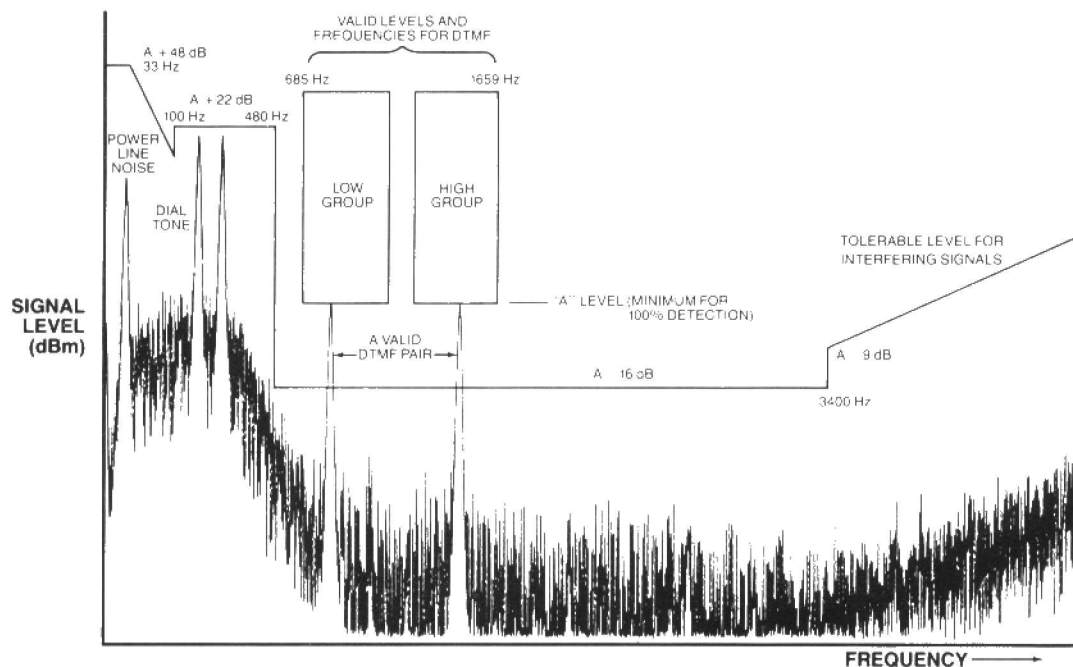 VALID LEVELS AND
FREQUENCIES FOR DTMF
A + 48 dB
33 Hz
685 Hz
1659 Hz
A + 22 dB
100 Hz
480 Hz
POWER
LINE
NOISE
DIAL
TONE
LOW
GROUP
HIGH
GROUP
TOLERABLE LEVEL FOR
INTERFERING SIGNALS
"A" LEVEL (MINIMUM FOR
100% DETECTION)
SIGNAL
LEVEL
(dBm)
A VALID
DTMF PAIR
A 9 dB
A 16 dB
3400 Hz
FREQUENCY